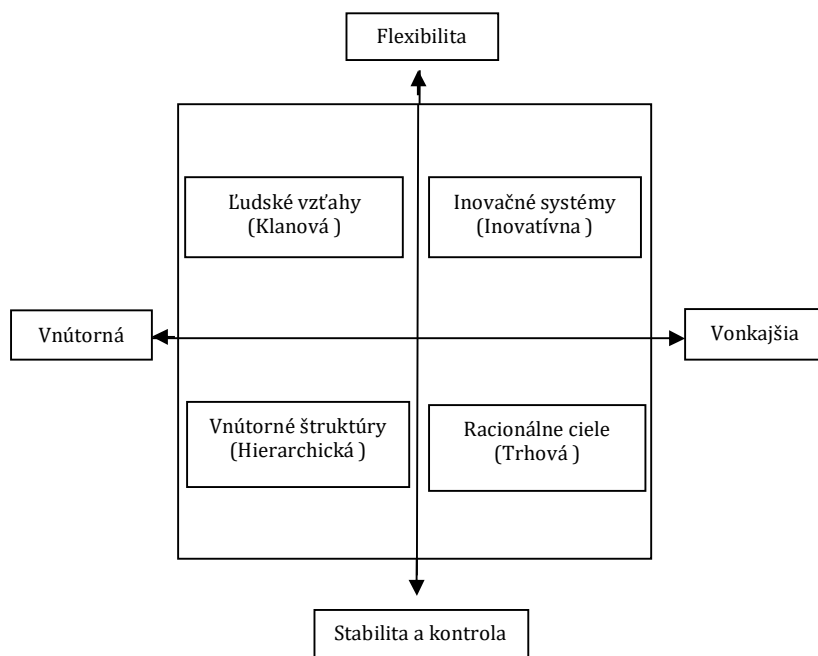 Flexibilita
Ľudské vzťahy
(Klanová )
Inovačné systémy
(Inovatívna )
Vnútorná
Vonkajšia
Vnútorné štruktúry
(Hierarchická )
Racionálne ciele
(Trhová )
Stabilita a kontrola